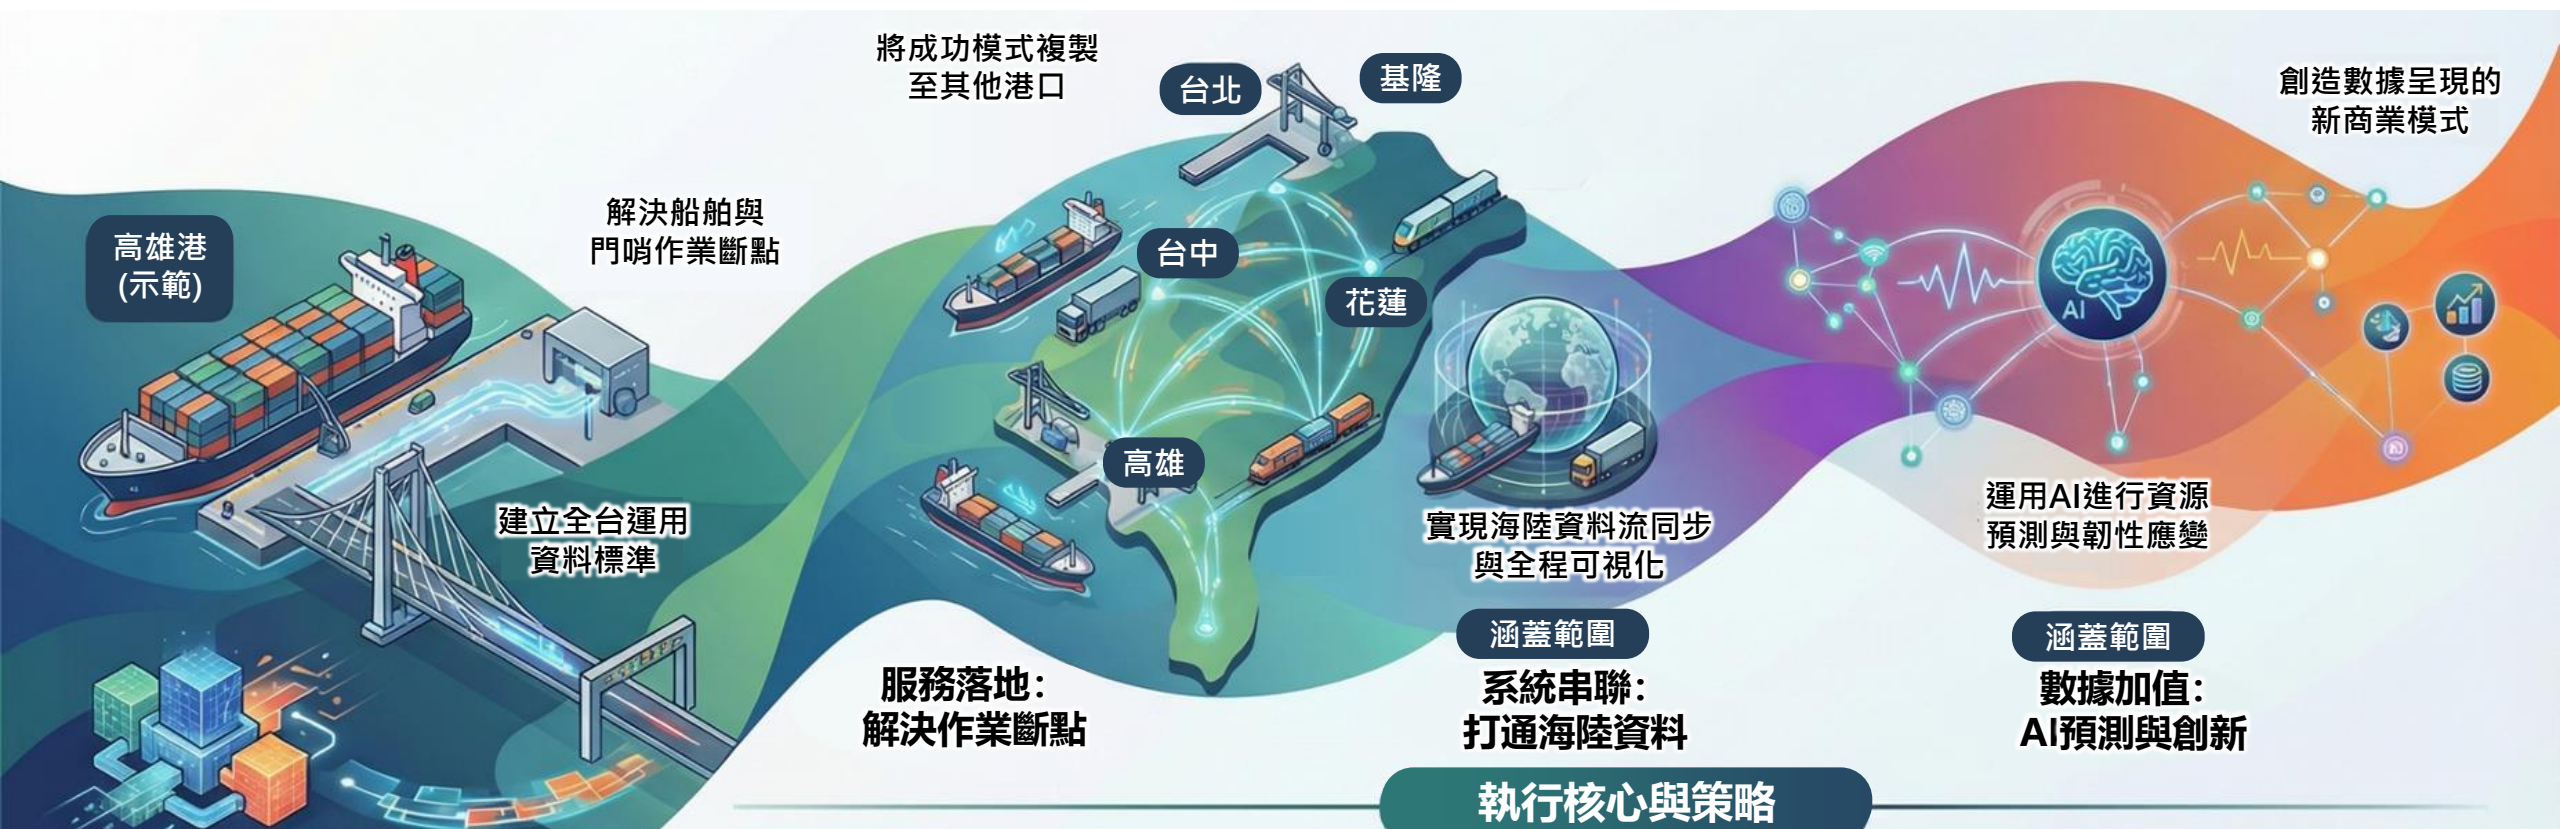 高雄港
(示範)
解決船舶與
門哨作業斷點
建立全台運用
資料標準
將成功模式複製
至其他港口
台北
基隆
台中
花蓮
高雄
實現海陸資料流同步
與全程可視化
AI
創造數據呈現的
新商業模式
運用AI進行資源
預測與韌性應變
服務落地：
解決作業斷點
涵蓋範圍
系統串聯：
打通海陸資料
涵蓋範圍
數據加值：
AI預測與創新
執行核心與策略